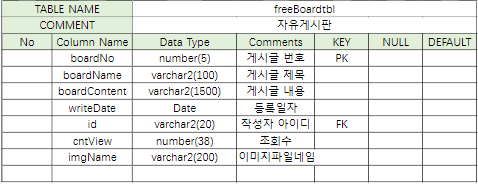 TABLE NAME freeBoardtbl
COMMENT 자유게시판
No Column Name Data Type Comments KEY NULL DEFAULT
boardNo number(5) 게시글 번호 PK
boardName varchar2(100) 게시글 제목
boardContent varchar2(1500) 게시글 내용
writeDate Date 등록일자
id varchar2(20) 작성자 아이디 FK
cntView number(38) 조회수
imgName varchar2(200) 이미지파일네임